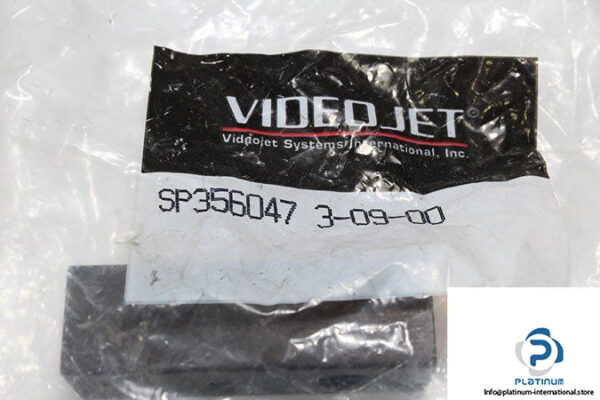 VIDEOJET
Videojet Systems International, Inc.
SP356047 3-09-00
PLATINUM
Info@platinum-international.store